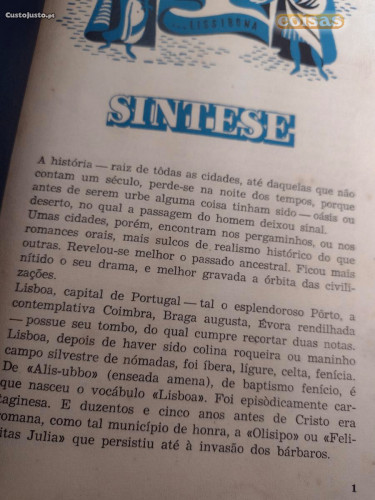 CustoJusto.pt
coisas
LISSIBONA
SINTESE
A história — raiz de tôdas as cidades, até daquelas que não
contam um século, perde-se na noite dos tempos, porque
antes de serem urbe alguma coisa tinham sido — oásis ou
deserto, no qual a passagem do homem deixou sinal.
Umas cidades, porém, encontram nos pergaminhos, ou nos
romances orais, mais sulcos de realismo histórico do que
outras. Revelou-se melhor o passado ancestral. Ficou mais
nítido o seu drama, e melhor gravada a órbita das civili-
zações.
Lisboa, capital de Portugal — tal o esplendoroso Pôrto, a
contemplativa Coimbra, Braga augusta, Évora rendilhada
— possue seu tombo, do qual cumpre recortar duas notas.
Lisboa, depois de haver sido colina roqueira ou maninho
campo silvestre de nómadas, foi íbera, lígure, celta, fenícia.
De «Alis-ubbo» (enseada amena), de baptismo fenício, é
que nasceu o vocábulo «Lisboa». Foi episòdicamente car-
taginesa. E duzentos e cinco anos antes de Cristo era
romana, como tal município de honra, a «Olisipo» ou «Feli-
itas Julia» que persistiu até à invasão dos bárbaros.
1